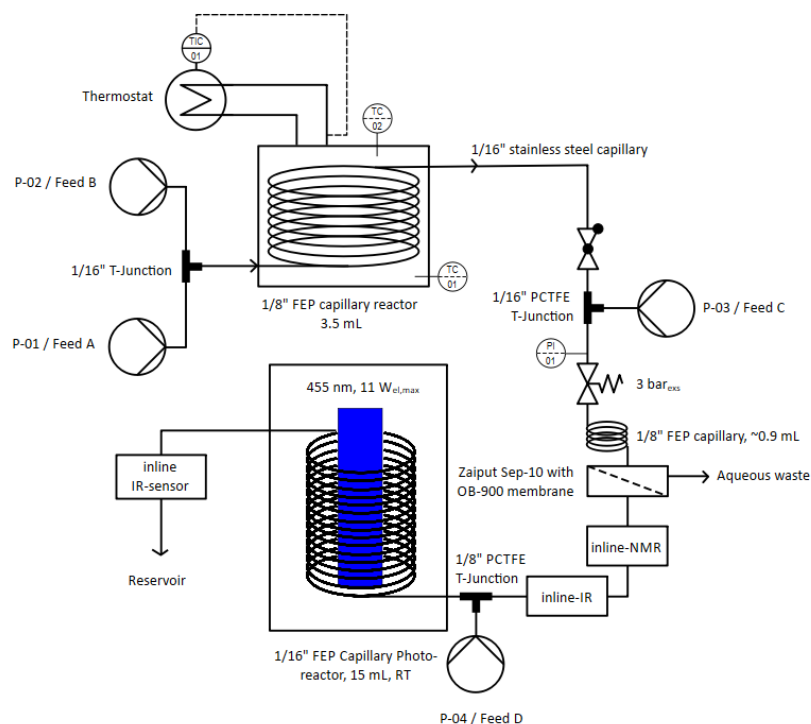 TIC
01
Thermostat
TC
02
1/16" stainless steel capillary
P-02 / Feed B
1/16" T-Junction
TC
01
1/8" FEP capillary reactor
3.5 mL
1/16" PCTFE
T-Junction
P-03 / Feed C
P-01 / Feed A
PI
01
3 bar_exs
455 nm, 11 W_el,max
1/8" FEP capillary, ~0.9 mL
inline
IR-sensor
Zaiput Sep-10 with
OB-900 membrane
Aqueous waste
inline-NMR
Reservoir
1/8" PCTFE
T-Junction
inline-IR
1/16" FEP Capillary Photo-
reactor, 15 mL, RT
P-04 / Feed D